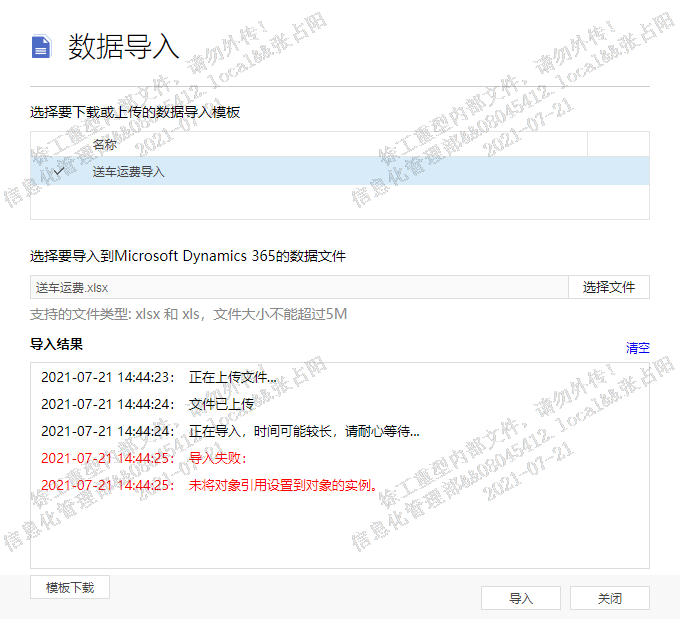 数据导入
选择要下载或上传的数据导入模板
名称
送车运费导入
选择要导入到Microsoft Dynamics 365的数据文件
送车运费.xlsx
选择文件
支持的文件类型: xlsx 和 xls，文件大小不能超过5M
导入结果
清空
2021-07-21 14:44:23： 正在上传文件...
2021-07-21 14:44:24： 文件已上传
2021-07-21 14:44:24： 正在导入，时间可能较长，请耐心等待...
2021-07-21 14:44:25： 导入失败：
2021-07-21 14:44:25： 未将对象引用设置到对象的实例。
模板下载
导入
关闭
徐工重型内部文件，请勿外传！
信息化管理部&&08045412.local&&张占阳
2021-07-21
徐工重型内部文件，请勿外传！
信息化管理部&&08045412.local&&张占阳
2021-07-21
徐工重型内部文件，请勿外传！
信息化管理部&&08045412.local&&张占阳
2021-07-21
徐工重型内部文件，请勿外传！
信息化管理部&&08045412.local&&张占阳
2021-07-21